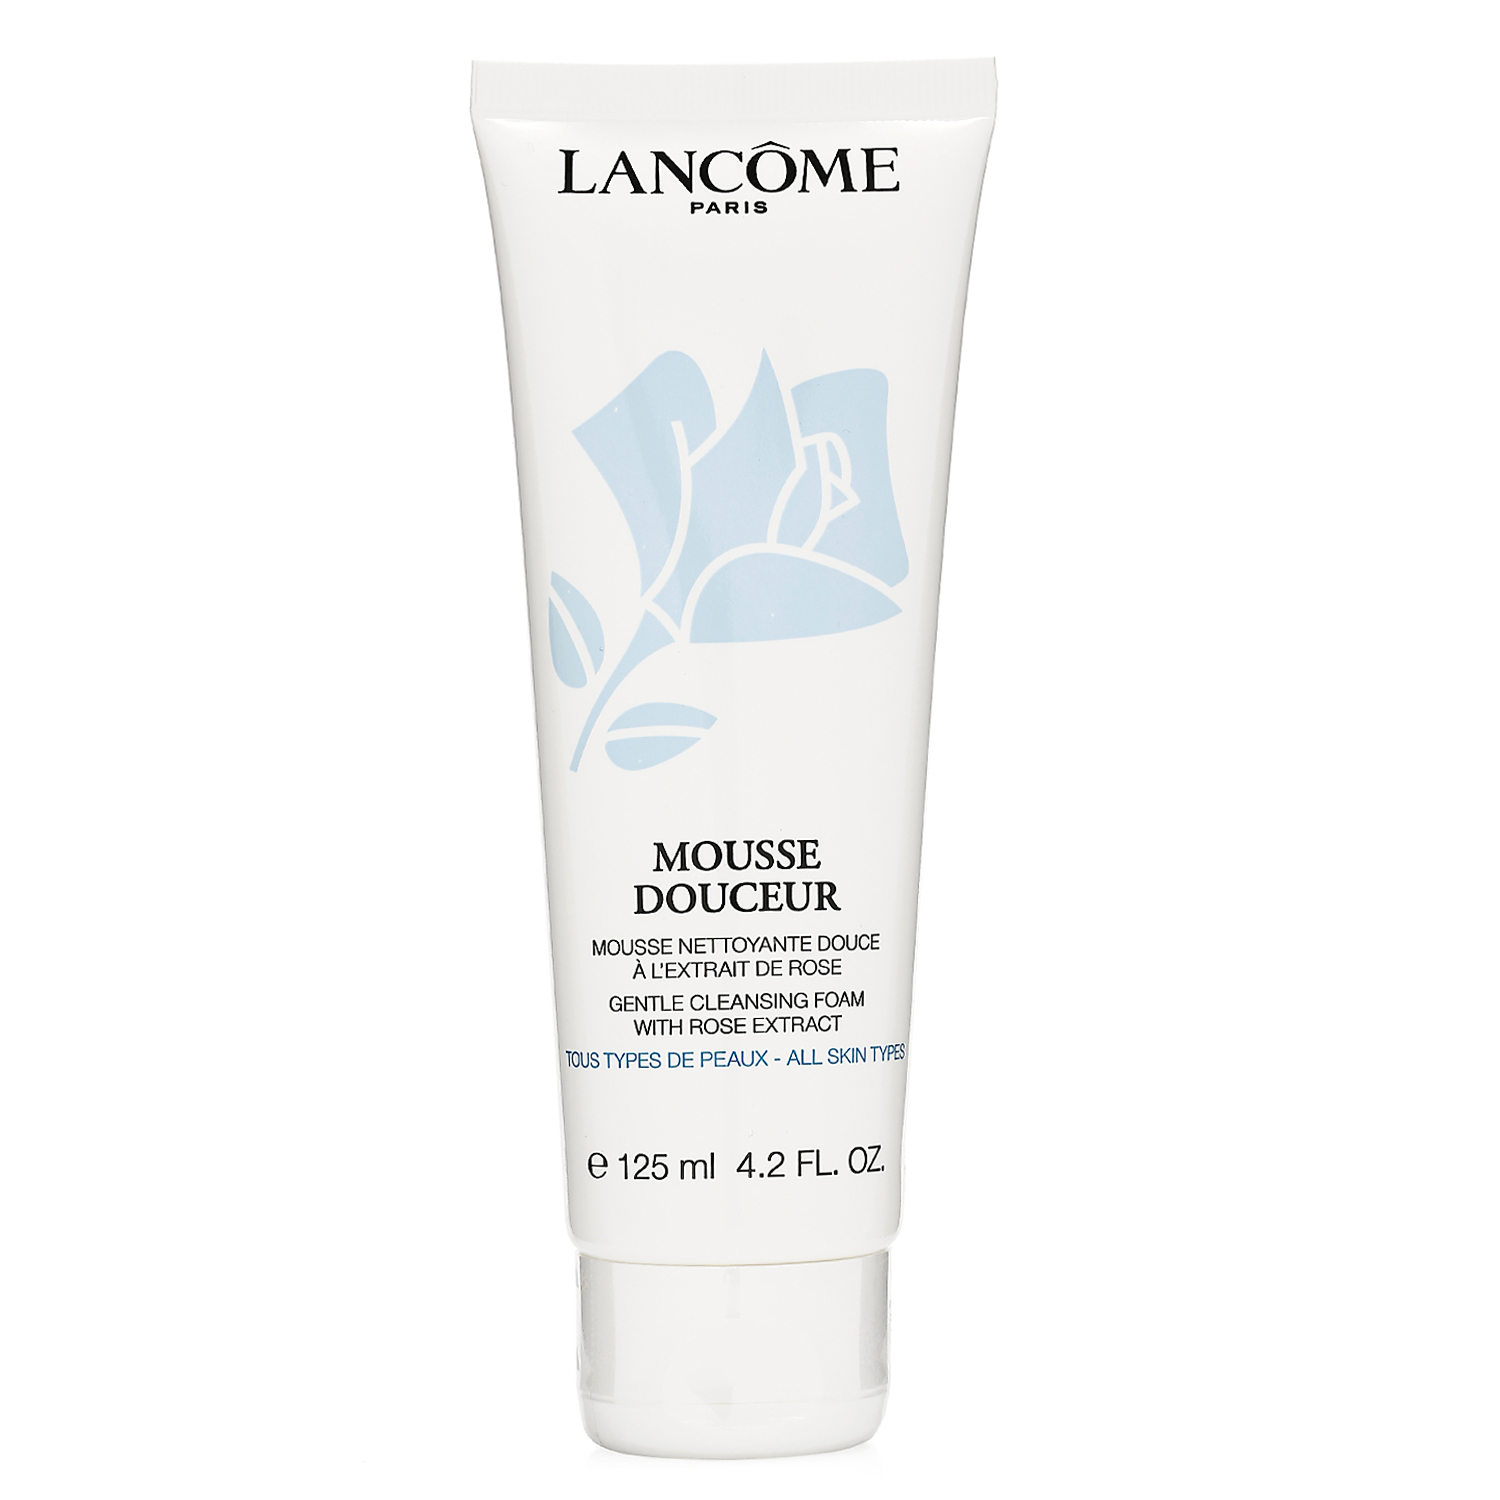 LANCÔME
PARIS
MOUSSE
DOUCEUR
MOUSSE NETTOYANTE DOUCE
À L'EXTRAIT DE ROSE
GENTLE CLEANSING FOAM
WITH ROSE EXTRACT
TOUS TYPES DE PEAUX - ALL SKIN TYPES
℮ 125 ml 4.2 FL. OZ.